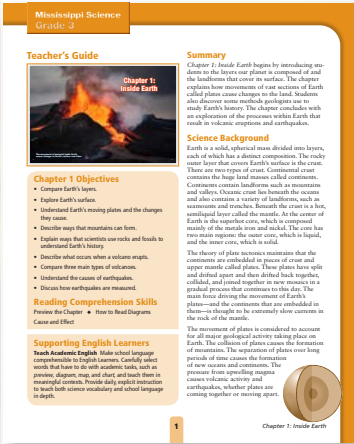 Mississippi Science
Grade 3
Teacher's Guide
Chapter 1:
Inside Earth
Chapter 1 Objectives
• Compare Earth's layers.
• Explore Earth's surface.
• Understand Earth's moving plates and the changes
they cause.
• Describe ways that mountains can form.
• Explain ways that scientists use rocks and fossils to
understand Earth's history.
• Describe what occurs when a volcano erupts.
• Compare three main types of volcanoes.
• Understand the causes of earthquakes.
• Discuss how earthquakes are measured.
Reading Comprehension Skills
Preview the Chapter ◆ How to Read Diagrams
Cause and Effect
Supporting English Learners
Teach Academic English Make school language
comprehensible to English Learners. Carefully select
words that have to do with academic tasks, such as
preview, diagram, map, and chart, and teach them in
meaningful contexts. Provide daily, explicit instruction
to teach both science vocabulary and school language
in depth.
Summary
Chapter 1: Inside Earth begins by introducing stu-
dents to the layers our planet is composed of and
the landforms that cover its surface. The chapter
explains how movements of vast sections of Earth
called plates cause changes to the land. Students
also discover some methods geologists use to
study Earth's history. The chapter concludes with
an exploration of the processes within Earth that
result in volcanic eruptions and earthquakes.
Science Background
Earth is a solid, spherical mass divided into layers,
each of which has a distinct composition. The rocky
outer layer that covers Earth's surface is the crust.
There are two types of crust. Continental crust
contains the huge land masses called continents.
Continents contain landforms such as mountains
and valleys. Oceanic crust lies beneath the oceans
and also contains a variety of landforms, such as
seamounts and trenches. Beneath the crust is a hot,
semiliquid layer called the mantle. At the center of
Earth is the superhot core, which is composed
mainly of the metals iron and nickel. The core has
two main regions: the outer core, which is liquid,
and the inner core, which is solid.
The theory of plate tectonics maintains that the
continents are embedded in pieces of crust and
upper mantle called plates. These plates have split
and drifted apart and then drifted back together,
collided, and joined together in new mosaics in a
gradual process that continues to this day. The
main force driving the movement of Earth's
plates—and the continents that are embedded in
them—is thought to be extremely slow currents in
the rock of the mantle.
The movement of plates is considered to account
for all major geological activity taking place on
Earth. The collision of plates causes the formation
of mountains. The separation of plates over long
periods of time causes the formation
of new oceans and continents. The
pressure from upwelling magma
causes volcanic activity and
earthquakes, whether plates are
coming together or moving apart.
1
Chapter 1: Inside Earth